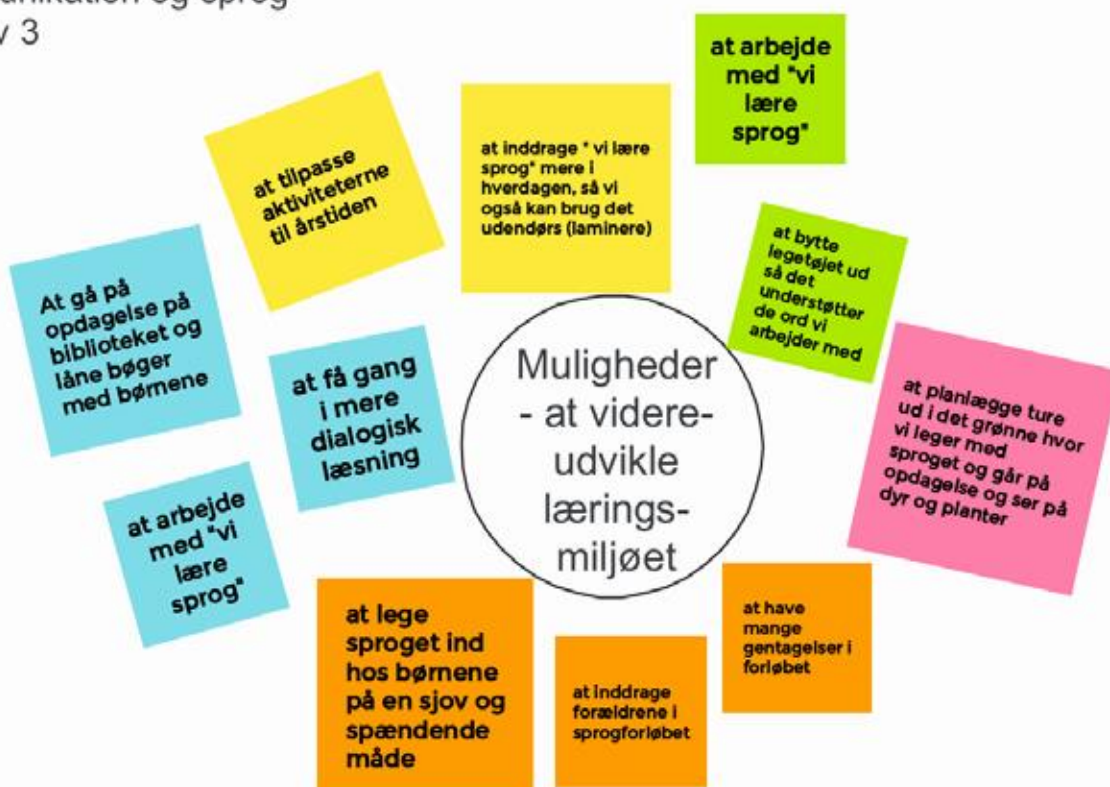 og sprog
3
at arbejde
med "vi
lære
sprog"
at tilpasse
aktiviteterne
til årstiden
at inddrage " vi lære
sprog" mere i
hverdagen, så vi
også kan brug det
udendørs (laminere)
at bytte
legetøjet ud
så det
understøtter
de ord vi
arbejder med
At gå på
opdagelse på
biblioteket og
låne bøger
med børnene
at få gang
i mere
dialogisk
læsning
Muligheder
- at videre-
udvikle
lærings-
miljøet
at planlægge ture
ud i det grønne hvor
vi leger med
sproget og går på
opdagelse og ser på
dyr og planter
at arbejde
med "vi
lære
sprog"
at lege
sproget ind
hos børnene
på en sjov og
spændende
måde
at inddrage
forældrene i
sprogforløbet
at have
mange
gentagelser i
forløbet